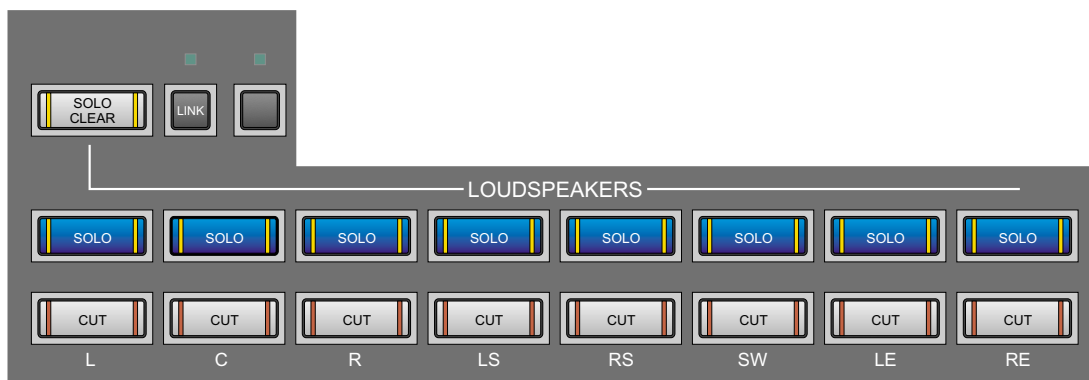 SOLO
CLEAR
LINK
LOUDSPEAKERS
SOLO SOLO SOLO SOLO SOLO SOLO SOLO SOLO
CUT CUT CUT CUT CUT CUT CUT CUT
L C R LS RS SW LE RE